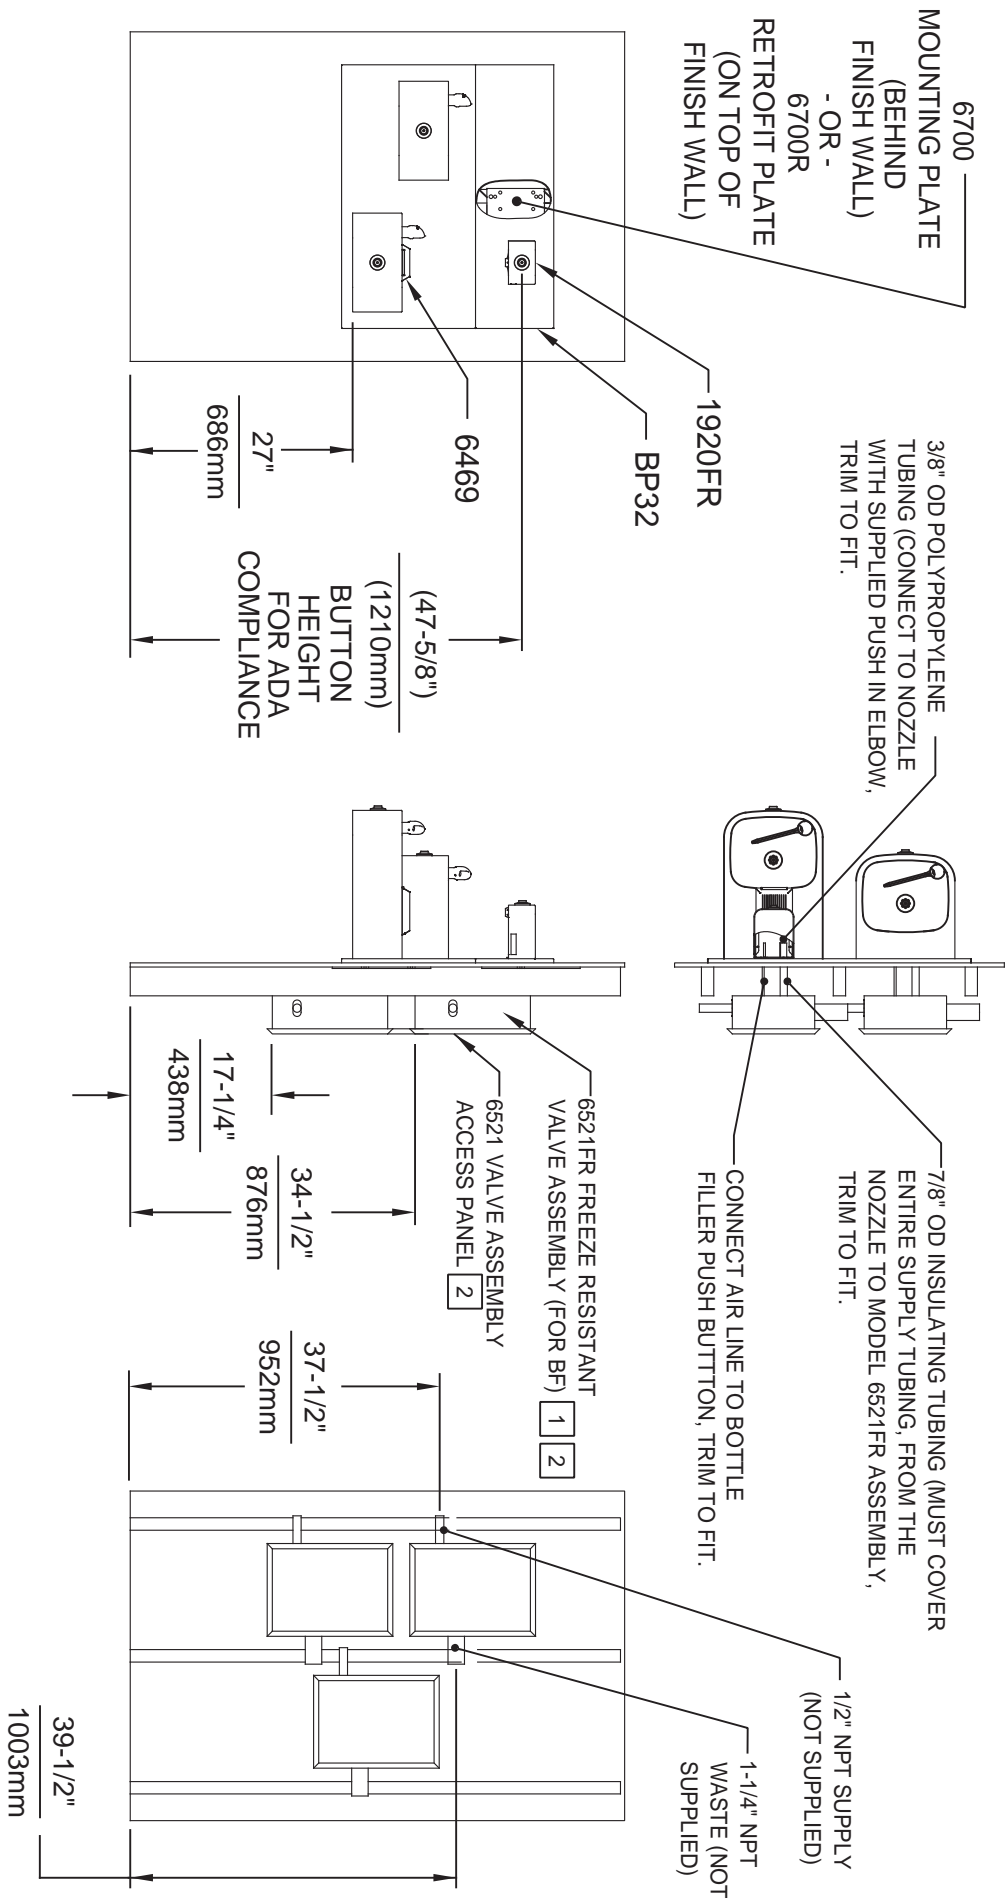 6700
MOUNTING PLATE
(BEHIND
FINISH WALL)
- OR -
6700R
RETROFIT PLATE
(ON TOP OF
FINISH WALL)
1920FR
BP32
6469
27"
686mm
(47-5/8")
(1210mm)
BUTTON
HEIGHT
FOR ADA
COMPLIANCE
3/8" OD POLYPROPYLENE
TUBING (CONNECT TO NOZZLE
WITH SUPPLIED PUSH IN ELBOW,
TRIM TO FIT.
7/8" OD INSULATING TUBING (MUST COVER
ENTIRE SUPPLY TUBING, FROM THE
NOZZLE TO MODEL 6521FR ASSEMBLY,
TRIM TO FIT.
CONNECT AIR LINE TO BOTTLE
FILLER PUSH BUTTTON, TRIM TO FIT.
6521FR FREEZE RESISTANT
VALVE ASSEMBLY (FOR BF) 1 2
6521 VALVE ASSEMBLY
ACCESS PANEL 2
17-1/4"
438mm
34-1/2"
876mm
37-1/2"
952mm
1/2" NPT SUPPLY
(NOT SUPPLIED)
1-1/4" NPT
WASTE (NOT
SUPPLIED)
39-1/2"
1003mm